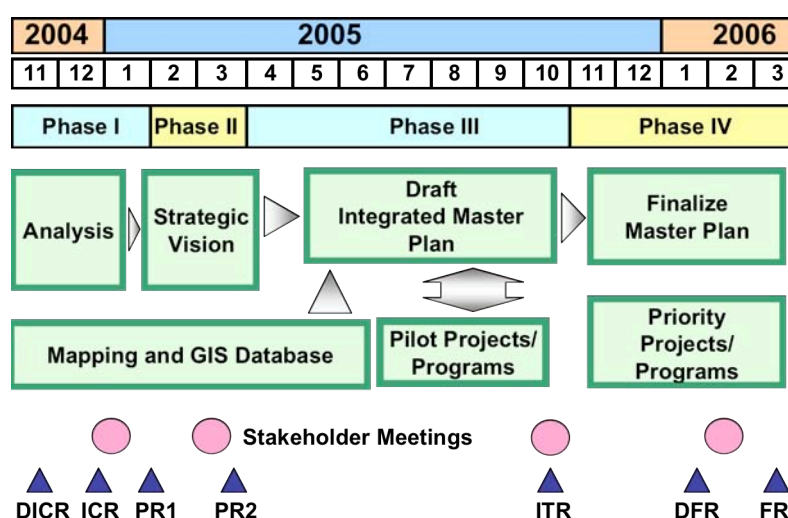 2004 2005 2006
11 12 1 2 3 4 5 6 7 8 9 10 11 12 1 2 3
Phase I Phase II Phase III Phase IV
Analysis
Strategic
Vision
Draft
Integrated Master
Plan
Finalize
Master Plan
Mapping and GIS Database
Pilot Projects/
Programs
Priority
Projects/
Programs
Stakeholder Meetings
DICR ICR PR1 PR2 ITR DFR FR